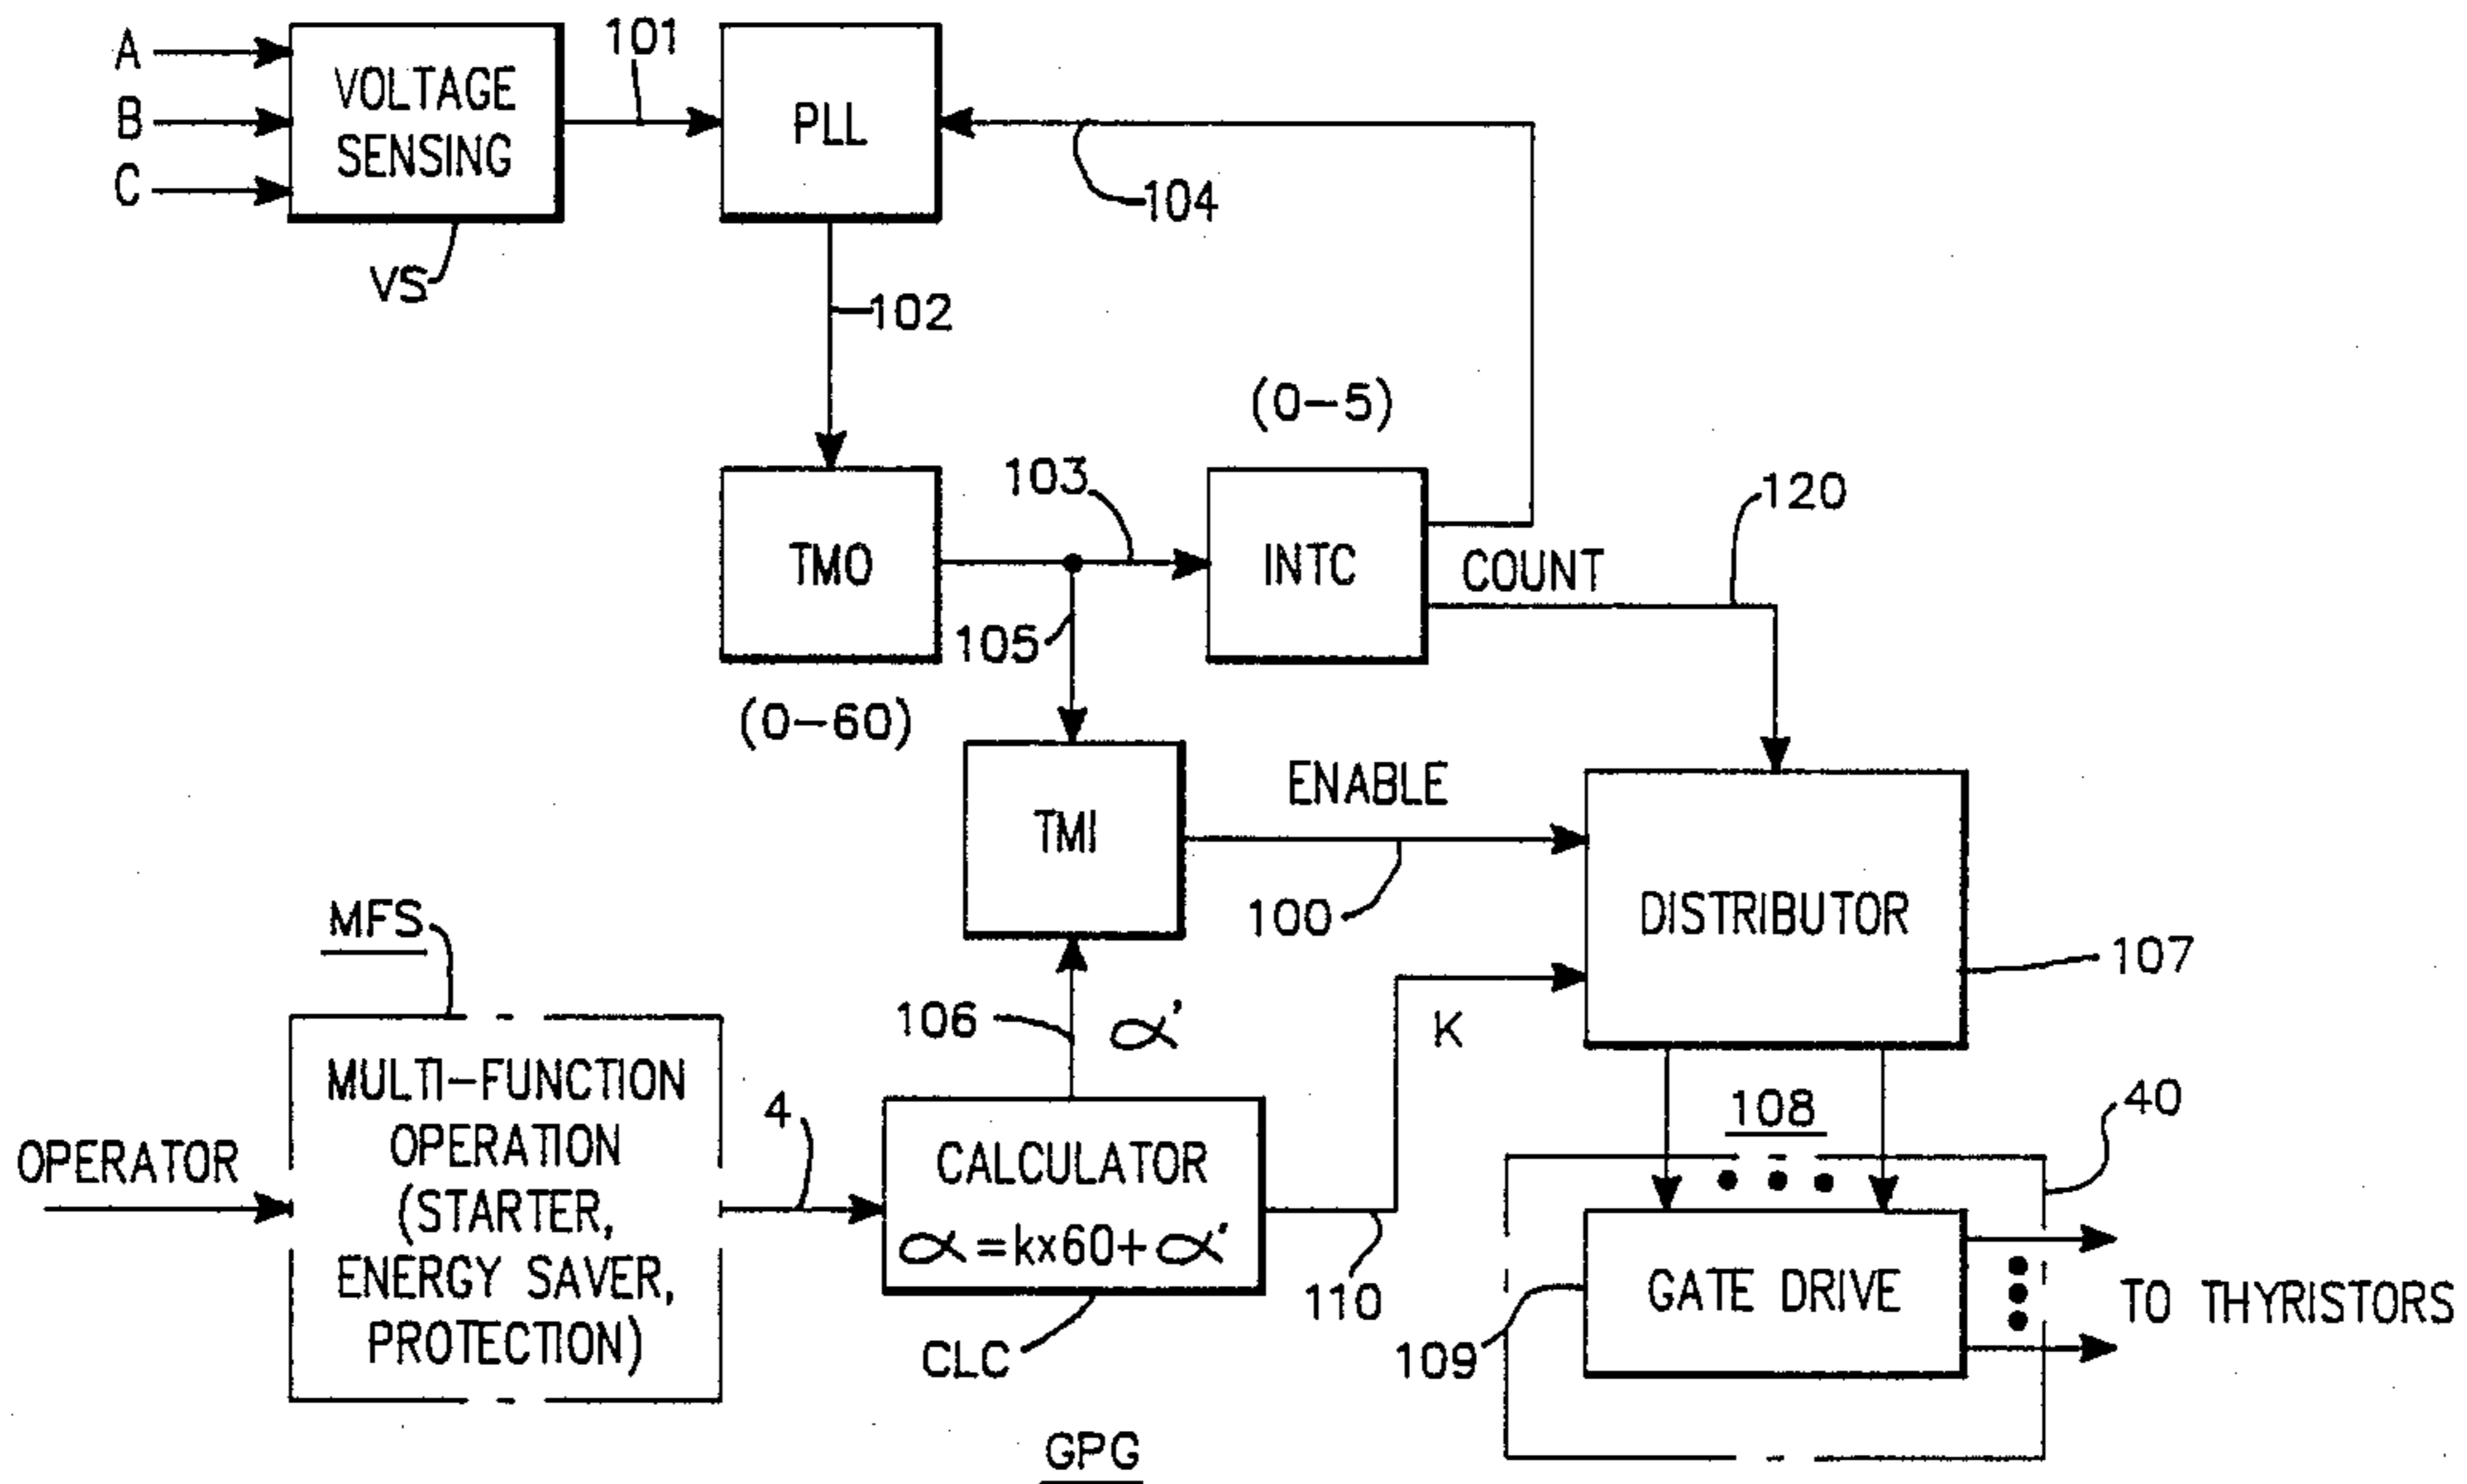 A
B
C
VOLTAGE
SENSING
VS
101
PLL
104
102
(0-5)
TMO
(0-60)
103
105
INTC
COUNT
120
TMI
ENABLE
100
DISTRIBUTOR
107
MFS
OPERATOR
MULTI-FUNCTION
OPERATION
(STARTER,
ENERGY SAVER,
PROTECTION)
4
106
α'
K
CALCULATOR
α=kx60+α'
CLC
110
108
40
GATE DRIVE
109
TO THYRISTORS
GPG